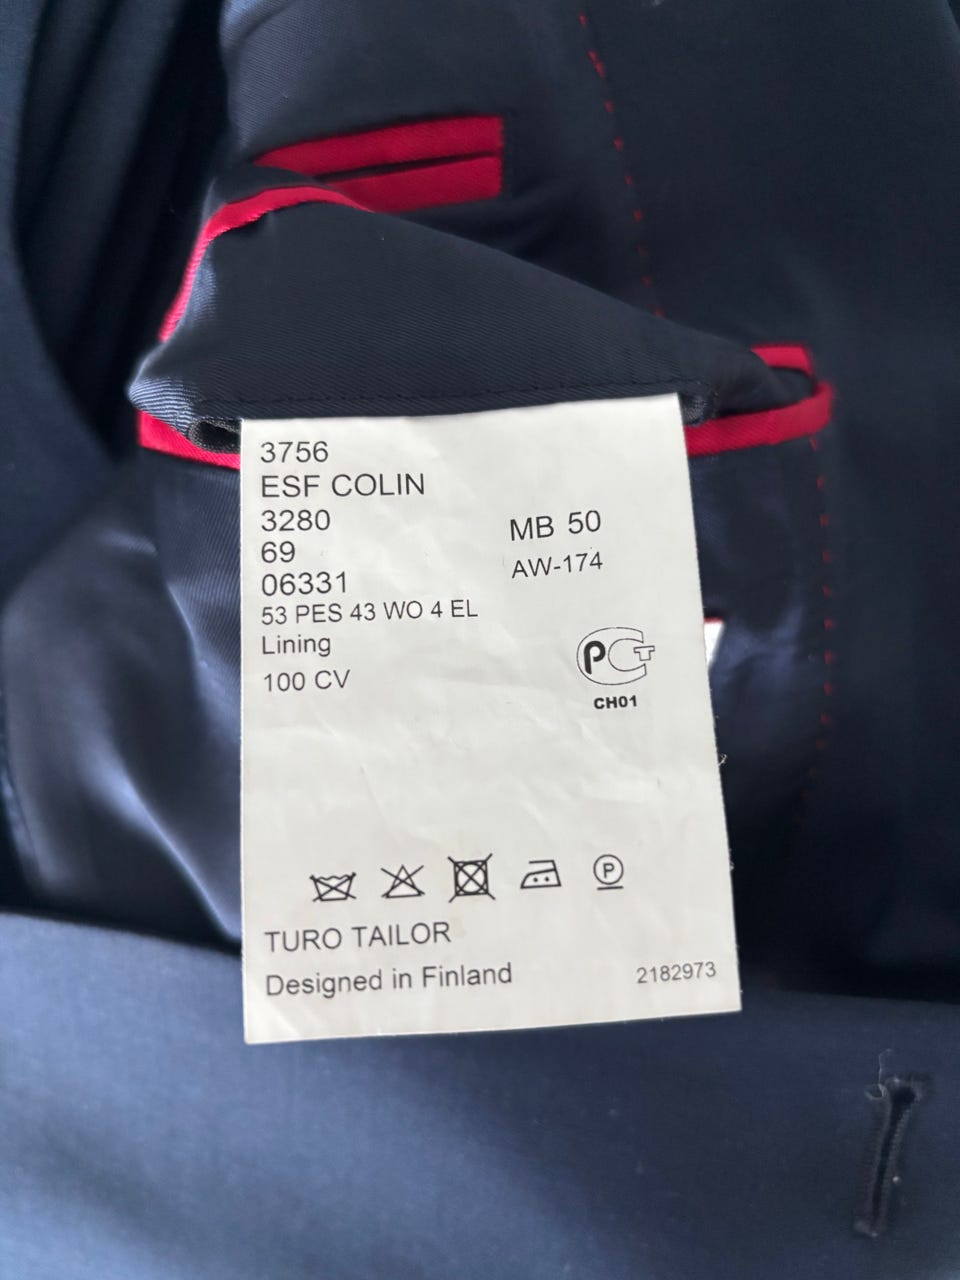 3756
ESF COLIN
3280
69
06331
53 PES 43 WO 4 EL
Lining
100 CV
MB 50
AW-174
РСТ
CH01
P
TURO TAILOR
Designed in Finland
2182973